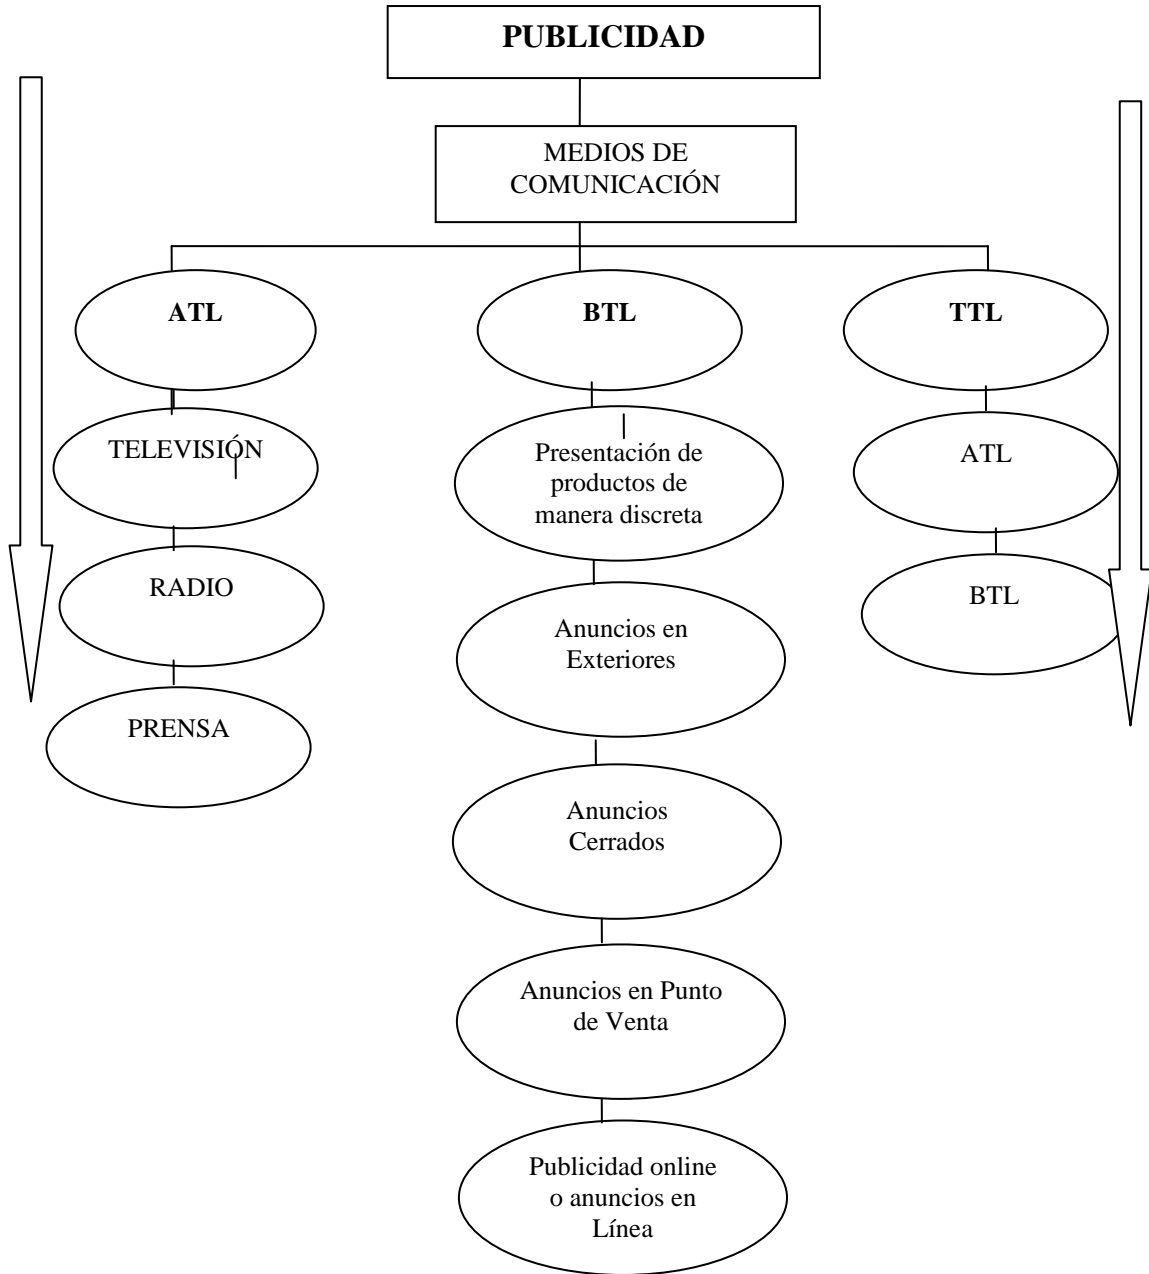 PUBLICIDAD
MEDIOS DE
COMUNICACIÓN
ATL
TELEVISIÓN
RADIO
PRENSA
BTL
Presentación de
productos de
manera discreta
Anuncios en
Exteriores
Anuncios
Cerrados
Anuncios en Punto
de Venta
Publicidad online
o anuncios en
Línea
TTL
ATL
BTL